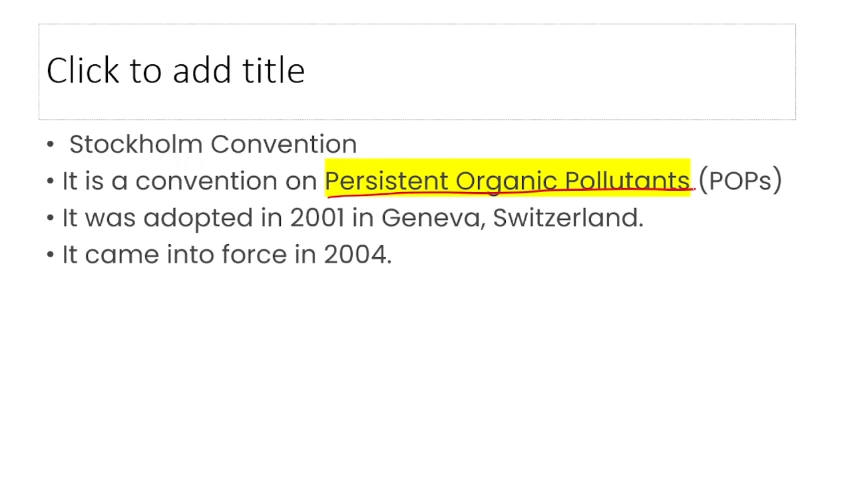 Click to add title
• Stockholm Convention
• It is a convention on Persistent Organic Pollutants (POPs)
• It was adopted in 2001 in Geneva, Switzerland.
• It came into force in 2004.